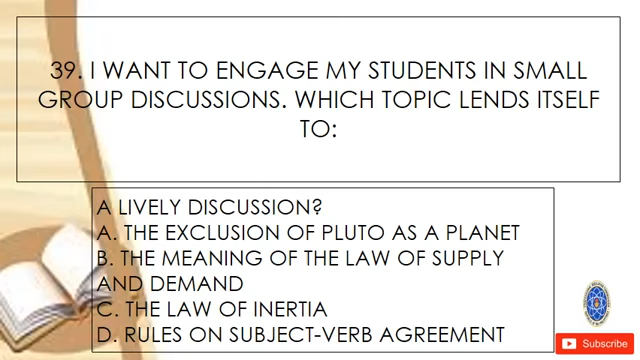 39. I WANT TO ENGAGE MY STUDENTS IN SMALL
GROUP DISCUSSIONS. WHICH TOPIC LENDS ITSELF
TO:
A LIVELY DISCUSSION?
A. THE EXCLUSION OF PLUTO AS A PLANET
B. THE MEANING OF THE LAW OF SUPPLY
AND DEMAND
C. THE LAW OF INERTIA
D. RULES ON SUBJECT-VERB AGREEMENT
Subscribe